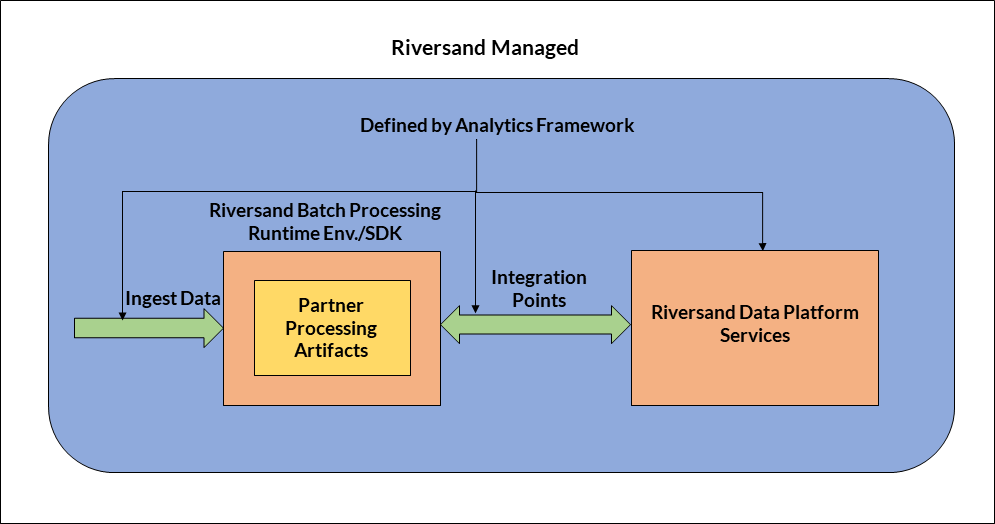 Riversand Managed
Defined by Analytics Framework
Riversand Batch Processing
Runtime Env./SDK
Ingest Data
Partner
Processing
Artifacts
Integration
Points
Riversand Data Platform
Services